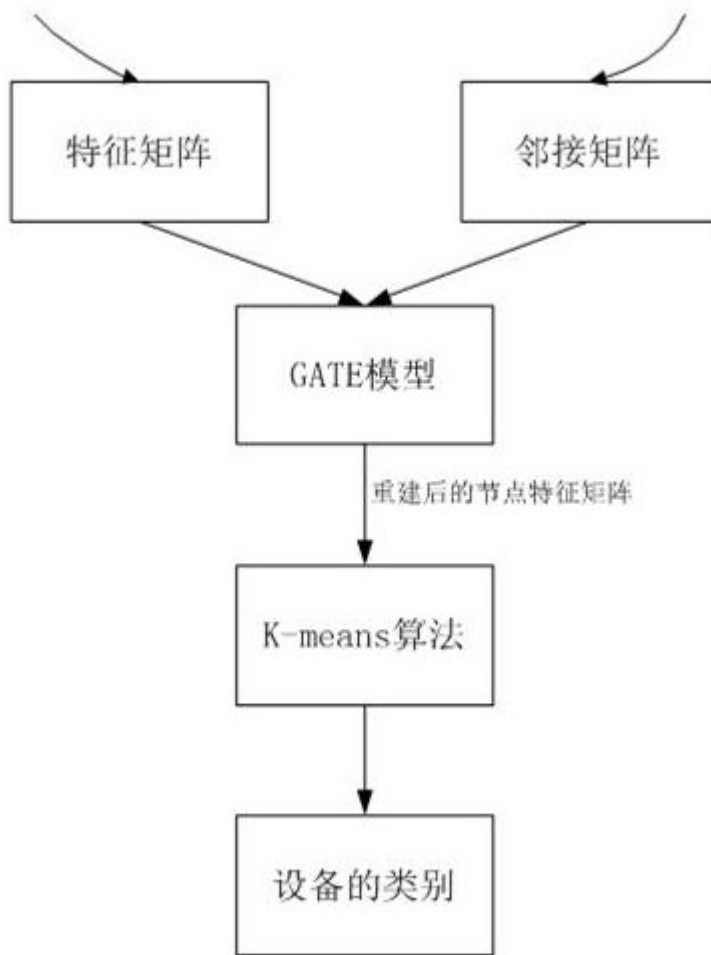 特征矩阵
邻接矩阵
GATE模型
重建后的节点特征矩阵
K-means算法
设备的类别